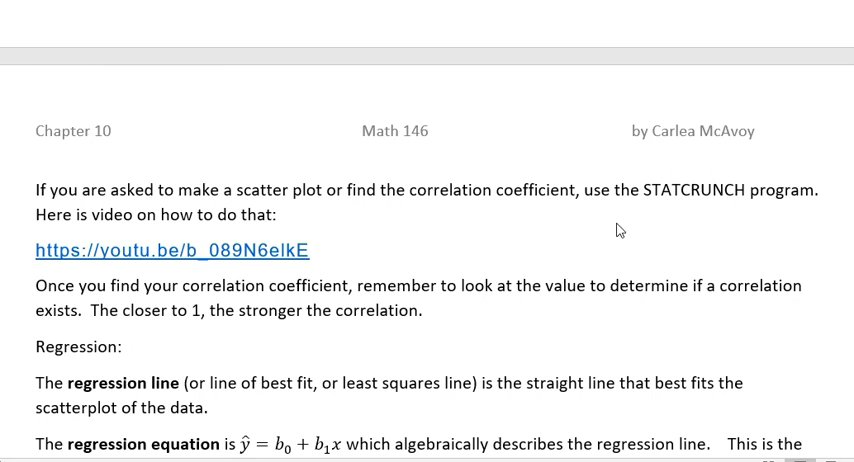 Chapter 10 Math 146 by Carlea McAvoy
If you are asked to make a scatter plot or find the correlation coefficient, use the STATCRUNCH program.
Here is video on how to do that:
https://youtu.be/b_089N6elkE
Once you find your correlation coefficient, remember to look at the value to determine if a correlation
exists. The closer to 1, the stronger the correlation.
Regression:
The regression line (or line of best fit, or least squares line) is the straight line that best fits the
scatterplot of the data.
The regression equation is ŷ = b₀ + b₁x which algebraically describes the regression line. This is the